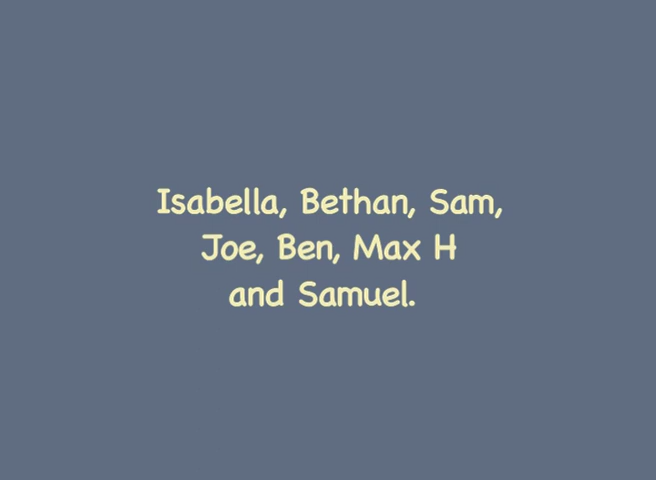 Isabella, Bethan, Sam,
Joe, Ben, Max H
and Samuel.